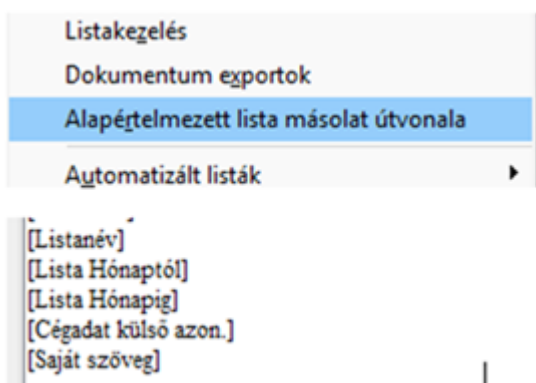 Listakezelés
Dokumentum exportok
Alapértelmezett lista másolat útvonala
Automatizált listák
[Listanév]
[Lista Hónaptól]
[Lista Hónapig]
[Cégadat külső azon.]
[Saját szöveg]